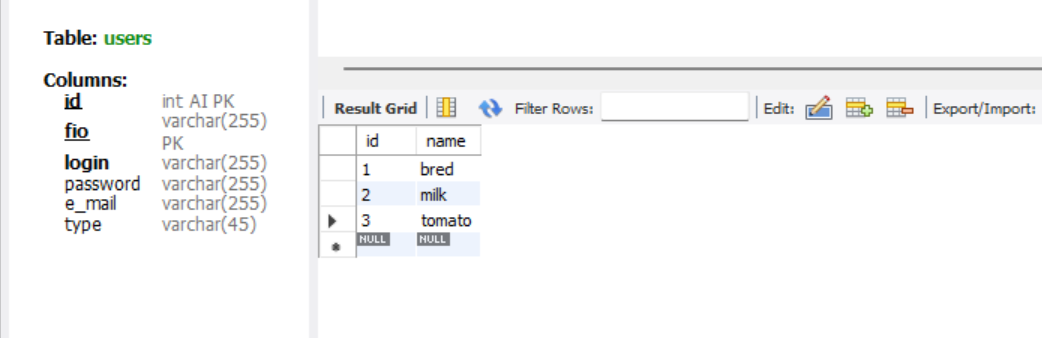 Table: users
Columns:
id int AI PK
fio varchar(255) PK
login varchar(255)
password varchar(255)
e_mail varchar(255)
type varchar(45)
Result Grid Filter Rows: Edit: Export/Import:
id name
1 bred
2 milk
3 tomato
NULL NULL